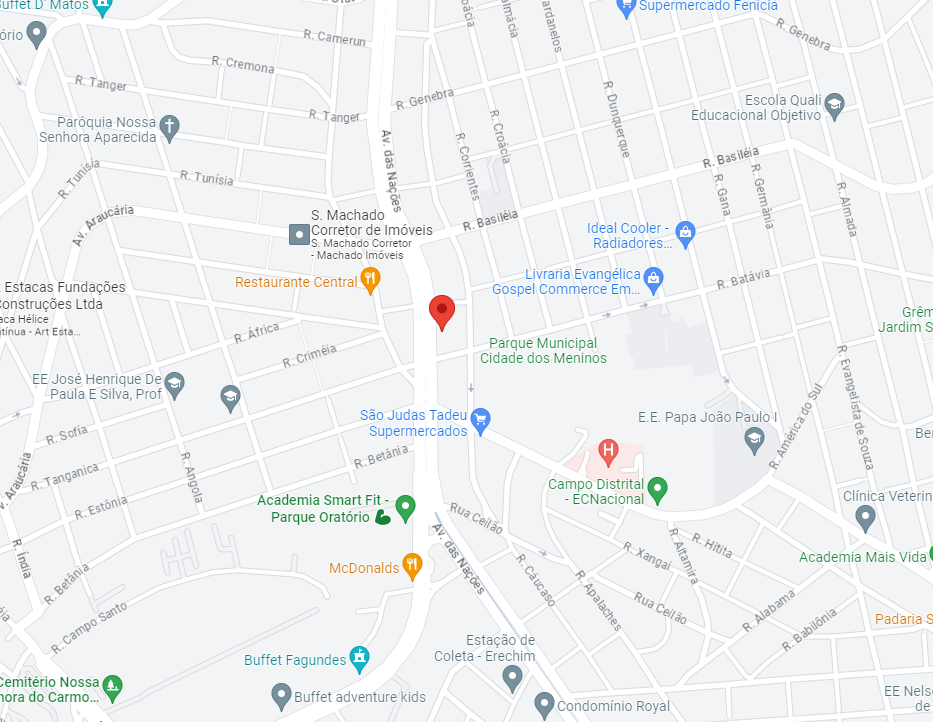 Buffet D' Matos
ório
R. Camerun
R. Cremona
R. Tanger
R. Tanger
R. Genebra
Supermercado Fenícia
R. Genebra
R. Croácia
R. Dunquerque
R. Corrientes
Escola Quali
Educacional Objetivo
Paróquia Nossa
Senhora Aparecida
R. Tunísia
R. Tunísia
Av. das Nações
R. Basiléia
R. Basiléia
R. Gana
R. Germânia
R. Almada
Av. Araucária
S. Machado
Corretor de Imóveis
S. Machado Corretor
- Machado Imóveis
Ideal Cooler -
Radiadores...
Restaurante Central
Livraria Evangélica
Gospel Commerce Em...
R. Batávia
Estacas Fundações
Construções Ltda
aca Hélice
tínua - Art Esta...
R. África
R. Criméia
Parque Municipal
Cidade dos Meninos
Grêm
Jardim S
EE José Henrique De
Paula E Silva, Prof
R. Evangelista de Souza
R. América do Sul
São Judas Tadeu
Supermercados
E.E. Papa João Paulo I
R. Sofia
R. Betânia
Ber
R. Tanganica
R. Angola
v. Araucária
H
Campo Distrital
- ECNacional
R. Estônia
Academia Smart Fit -
Parque Oratório 💪
Rua Ceilão
Clínica Veterin
R. Índia
Av. das Nações
R. Hitita
R. Altamira
R. Xangai
Academia Mais Vida
McDonalds
R. Betânia
R. Cáucaso
R. Apalaches
Rua Ceilão
R. Alabama
R. Babilônia
Padaria S
R. Campo Santo
Estação de
Coleta - Erechim
Buffet Fagundes
Cemitério Nossa
hora do Carmo...
Buffet adventure kids
Condomínio Royal
EE Nels
de